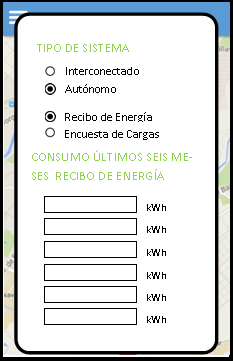 TIPO DE SISTEMA
Interconectado
Autónomo
Recibo de Energía
Encuesta de Cargas
CONSUMO ÚLTIMOS SEIS ME-
SES RECIBO DE ENERGÍA
kWh
kWh
kWh
kWh
kWh
kWh